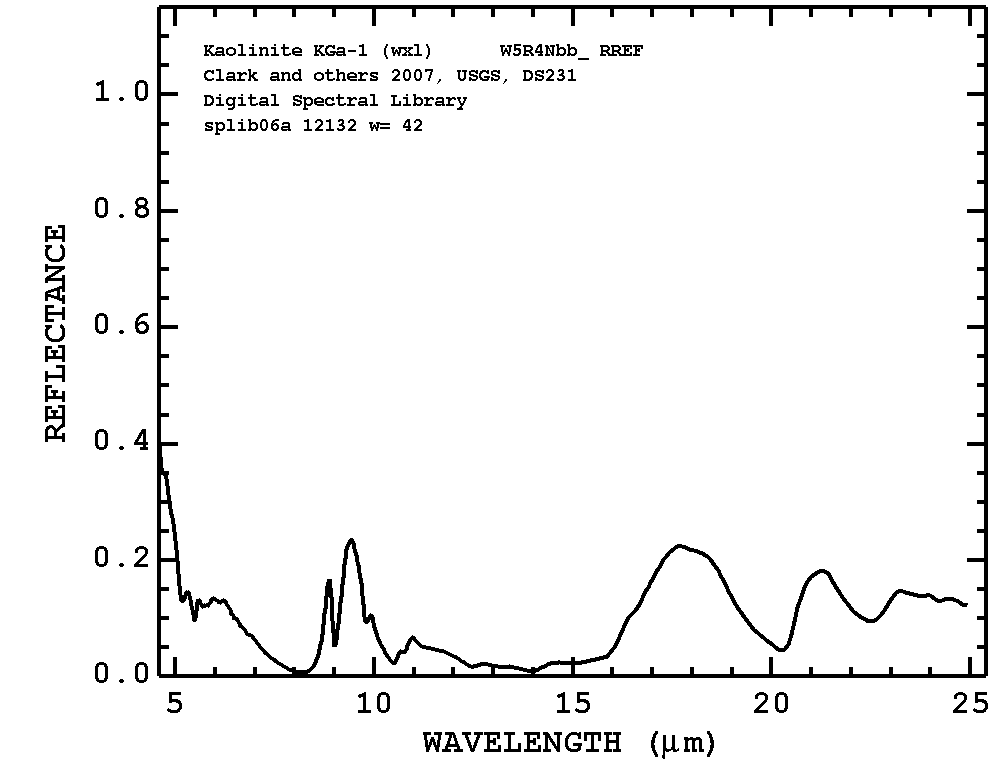 Kaolinite KGa-1 (wxl) W5R4Nbb_ RREF
Clark and others 2007, USGS, DS231
Digital Spectral Library
splib06a 12132 w= 42
1.0
0.8
0.6
0.4
0.2
0.0
REFLECTANCE
5 10 15 20 25
WAVELENGTH (μm)